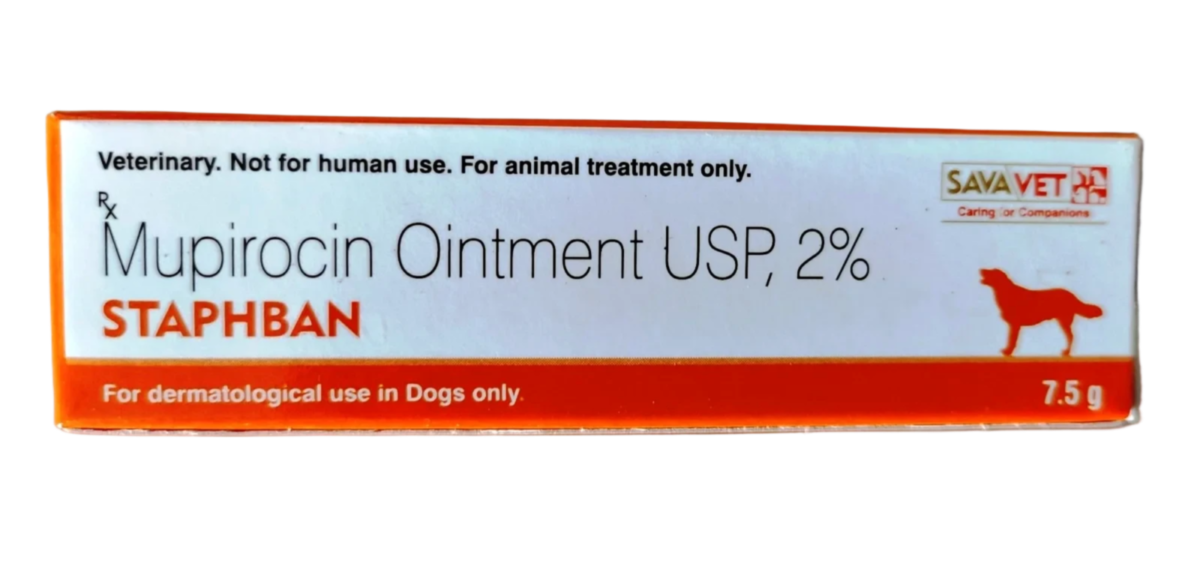 Veterinary. Not for human use. For animal treatment only.
Rx
Mupirocin Ointment USP, 2%
STAPHBAN
SAVAVET
Caring for Companions
For dermatological use in Dogs only.
7.5 g